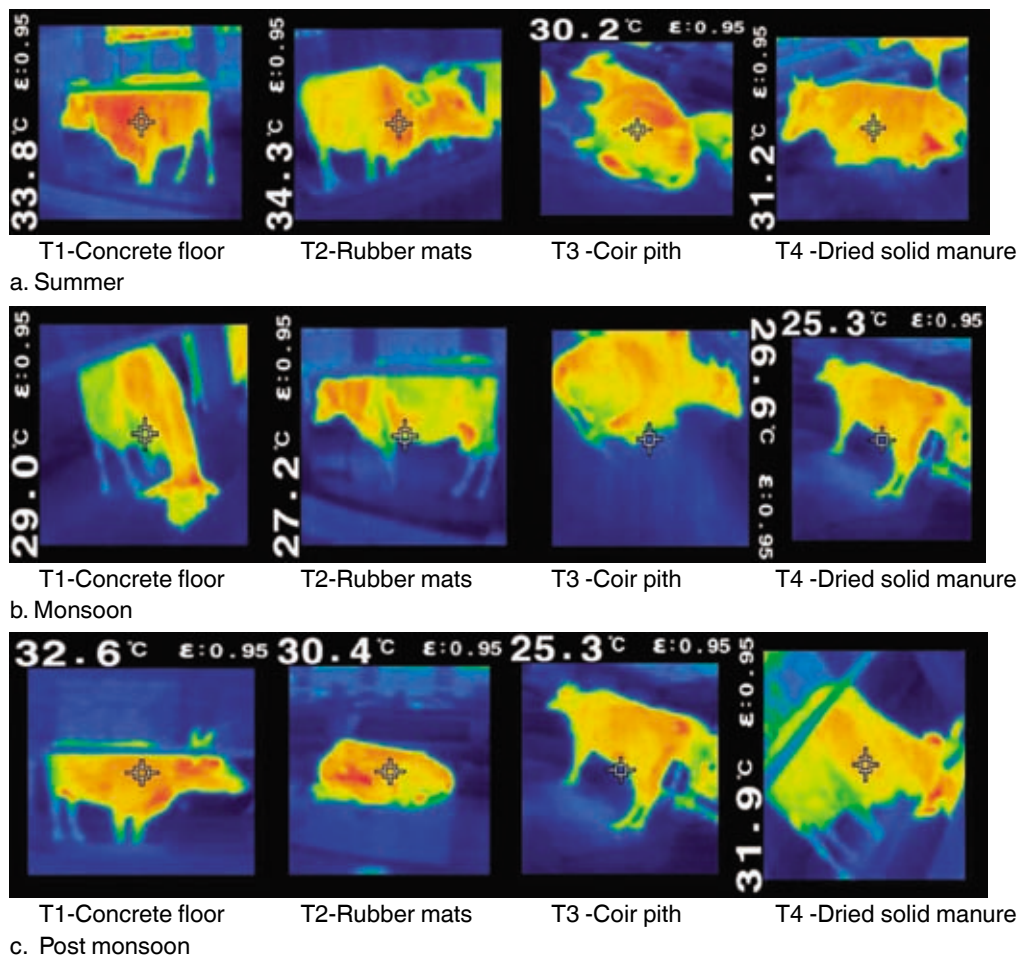 33.8°C ε:0.95
34.3°C ε:0.95
30.2°C ε:0.95
31.2°C ε:0.95
T1-Concrete floor
T2-Rubber mats
T3 -Coir pith
T4 -Dried solid manure
a. Summer
29.0°C ε:0.95
27.2°C ε:0.95
26.6°C ε:0.95
25.3°C ε:0.95
T1-Concrete floor
T2-Rubber mats
T3 -Coir pith
T4 -Dried solid manure
b. Monsoon
32.6°C ε:0.95
30.4°C ε:0.95
25.3°C ε:0.95
31.9°C ε:0.95
T1-Concrete floor
T2-Rubber mats
T3 -Coir pith
T4 -Dried solid manure
c. Post monsoon